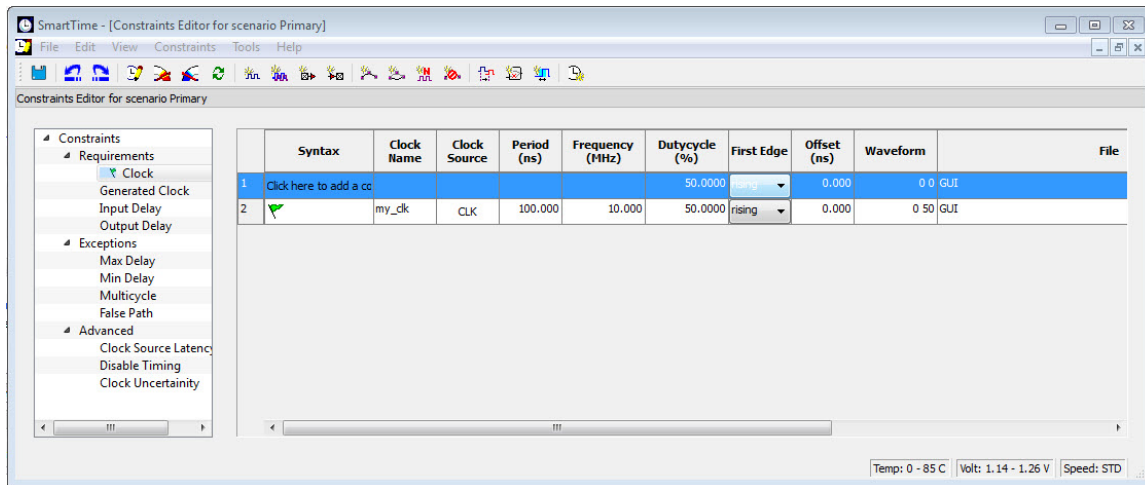 SmartTime - [Constraints Editor for scenario Primary]
File Edit View Constraints Tools Help
Constraints Editor for scenario Primary
Constraints
Requirements
Clock
Generated Clock
Input Delay
Output Delay
Exceptions
Max Delay
Min Delay
Multicycle
False Path
Advanced
Clock Source Latency
Disable Timing
Clock Uncertainity
Syntax Clock Name Clock Source Period (ns) Frequency (MHz) Dutycycle (%) First Edge Offset (ns) Waveform File
1 Click here to add a co 50.0000 rising 0.000 0 0 GUI
2 my_clk CLK 100.000 10.000 50.0000 rising 0.000 0 50 GUI
Temp: 0 - 85 C Volt: 1.14 - 1.26 V Speed: STD